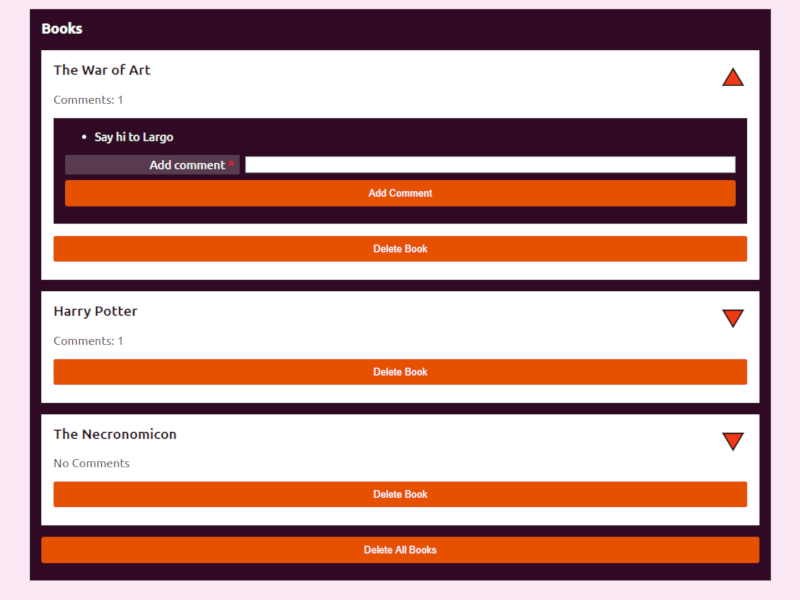 Books
The War of Art
Comments: 1
• Say hi to Largo
Add comment *
Add Comment
Delete Book
Harry Potter
Comments: 1
Delete Book
The Necronomicon
No Comments
Delete Book
Delete All Books